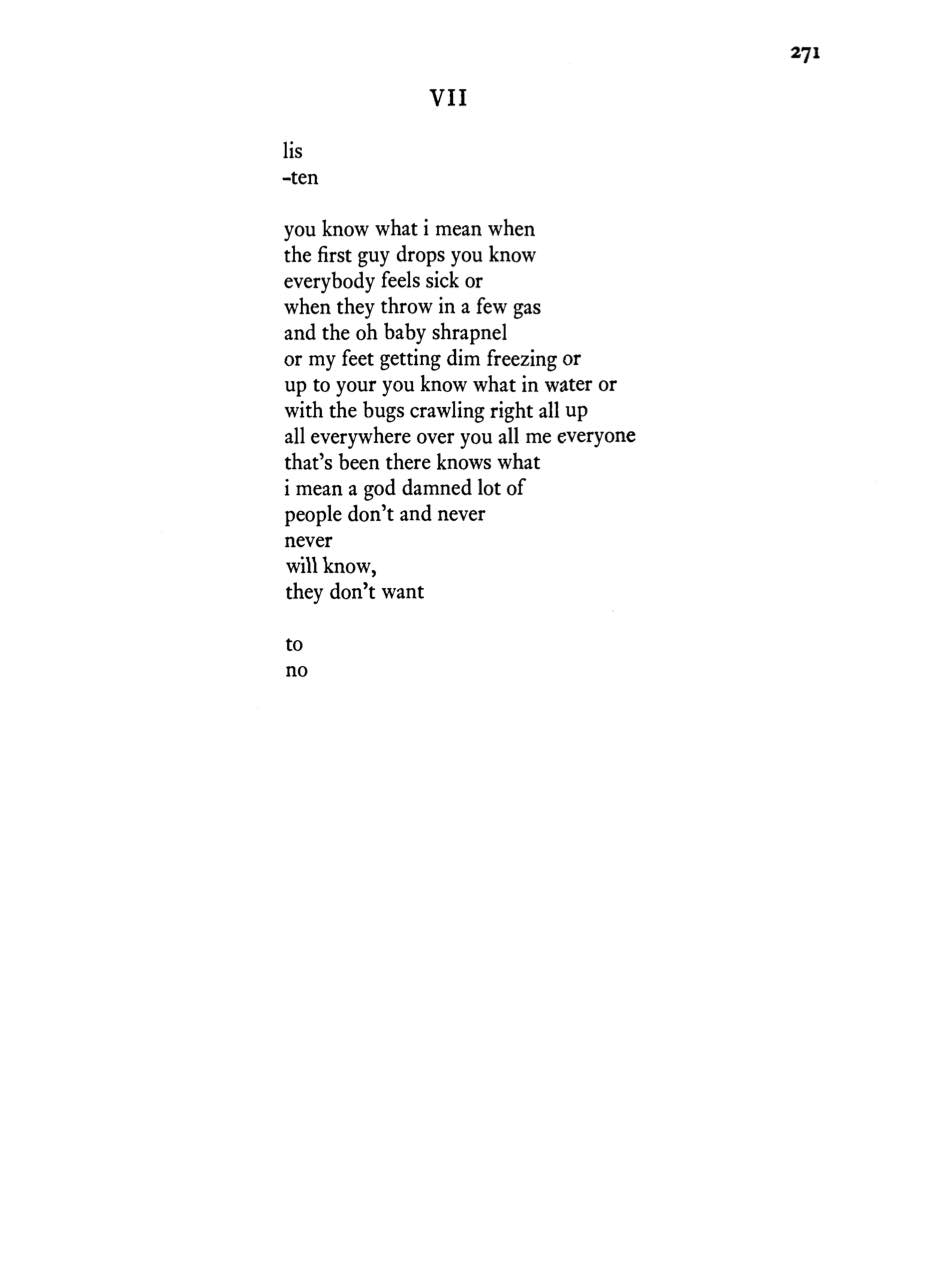 271
VII
lis
-ten
you know what i mean when
the first guy drops you know
everybody feels sick or
when they throw in a few gas
and the oh baby shrapnel
or my feet getting dim freezing or
up to your you know what in water or
with the bugs crawling right all up
all everywhere over you all me everyone
that's been there knows what
i mean a god damned lot of
people don't and never
never
will know,
they don't want
to
no